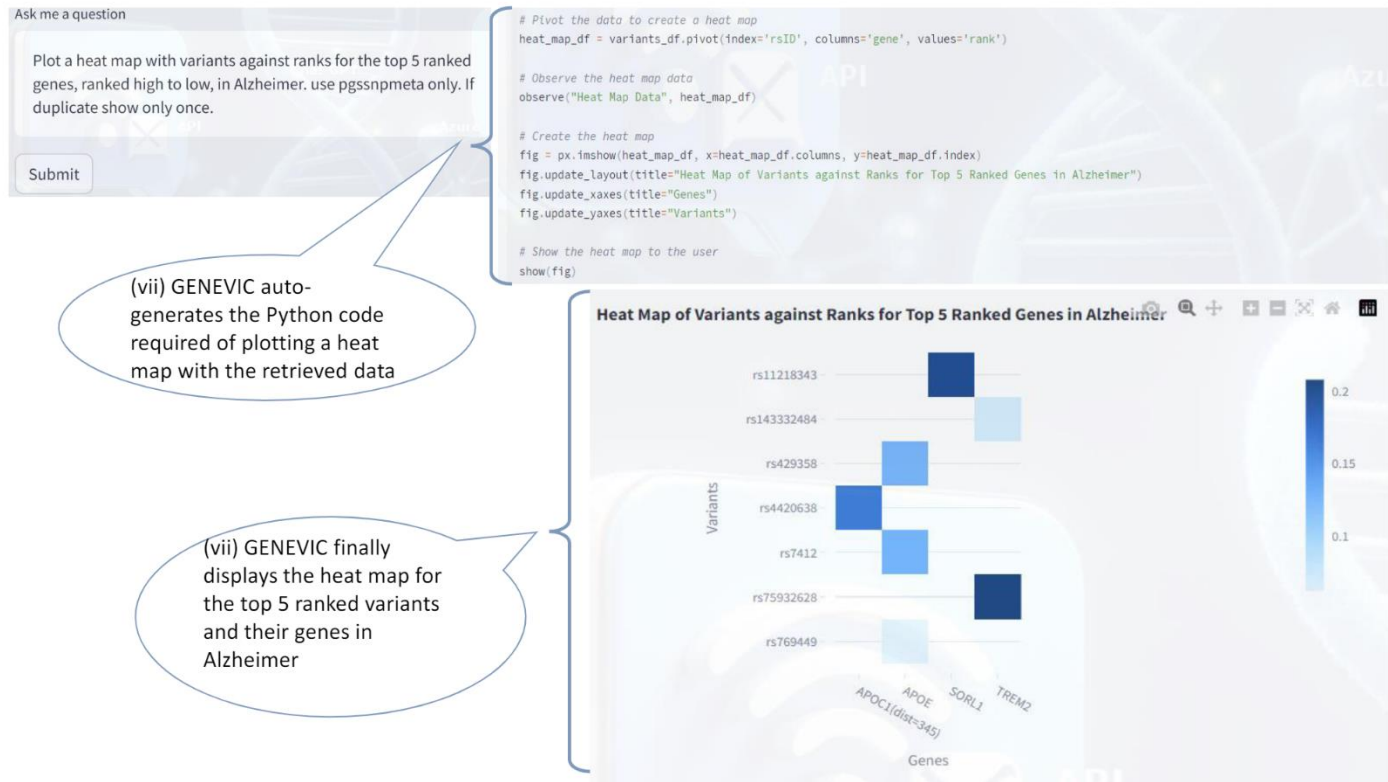 Ask me a question
Plot a heat map with variants against ranks for the top 5 ranked
genes, ranked high to low, in Alzheimer. use pgssnpmeta only. If
duplicate show only once.
Submit
# Pivot the data to create a heat map
heat_map_df = variants_df.pivot(index='rsID', columns='gene', values='rank')
# Observe the heat map data
observe("Heat Map Data", heat_map_df)
# Create the heat map
fig = px.imshow(heat_map_df, x=heat_map_df.columns, y=heat_map_df.index)
fig.update_layout(title="Heat Map of Variants against Ranks for Top 5 Ranked Genes in Alzheimer")
fig.update_xaxes(title="Genes")
fig.update_yaxes(title="Variants")
# Show the heat map to the user
show(fig)
API
Azu
API
Azu
(vii) GENEVIC auto-
generates the Python code
required of plotting a heat
map with the retrieved data
Heat Map of Variants against Ranks for Top 5 Ranked Genes in Alzheimer
rs11218343
rs143332484
rs429358
rs4420638
rs7412
rs75932628
rs769449
Variants
APOC1(dist=345)
APOE
SORL1
TREM2
Genes
0.2
0.15
0.1
API
(vii) GENEVIC finally
displays the heat map for
the top 5 ranked variants
and their genes in
Alzheimer